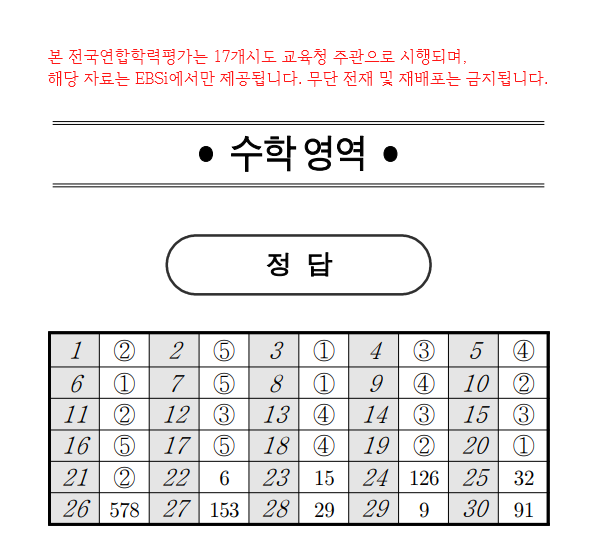 본 전국연합학력평가는 17개시도 교육청 주관으로 시행되며,
해당 자료는 EBSi에서만 제공됩니다. 무단 전재 및 재배포는 금지됩니다.
● 수학 영역 ●
정 답
1 ② 2 ⑤ 3 ① 4 ③ 5 ④
6 ① 7 ⑤ 8 ① 9 ④ 10 ②
11 ② 12 ③ 13 ④ 14 ③ 15 ③
16 ⑤ 17 ⑤ 18 ④ 19 ② 20 ①
21 ② 22 6 23 15 24 126 25 32
26 578 27 153 28 29 29 9 30 91